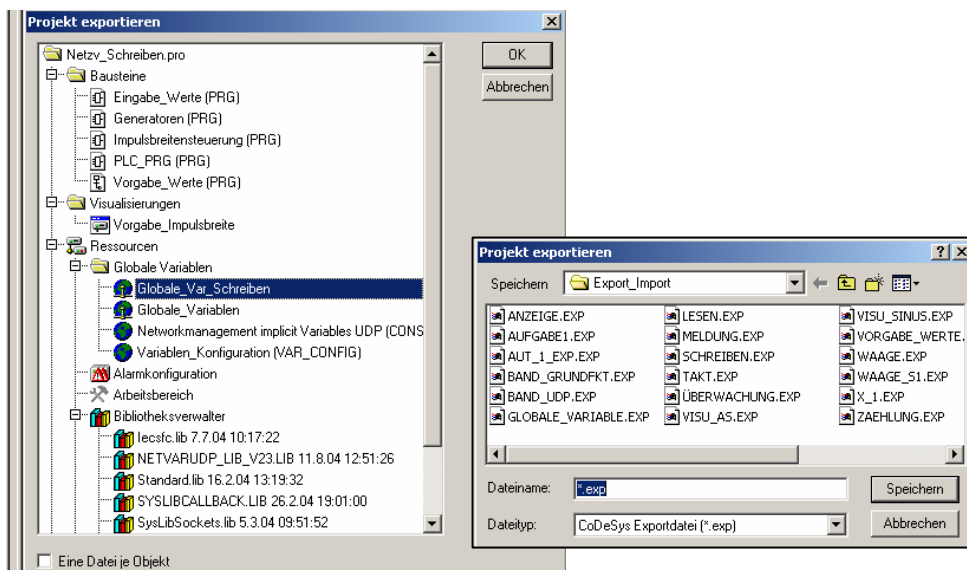 Projekt exportieren
Netzv_Schreiben.pro
Bausteine
Eingabe_Werte (PRG)
Generatoren (PRG)
Impulsbreitensteuerung (PRG)
PLC_PRG (PRG)
Vorgabe_Werte (PRG)
Visualisierungen
Vorgabe_Impulsbreite
Ressourcen
Globale Variablen
Globale_Var_Schreiben
Globale_Variablen
Networkmanagement implicit Variables UDP (CONS
Variablen_Konfiguration (VAR_CONFIG)
Alarmkonfiguration
Arbeitsbereich
Bibliotheksverwalter
Iecsfc.lib 7.7.04 10:17:22
NETVARUDP_LIB_V23.LIB 11.8.04 12:51:26
Standard.lib 16.2.04 13:19:32
SYSLIBCALLBACK.LIB 26.2.04 19:01:00
SysLibSockets.lib 5.3.04 09:51:52
Eine Datei je Objekt
OK
Abbrechen
Projekt exportieren
Speichern Export_Import
ANZEIGE.EXP LESEN.EXP VISU_SINUS.EXP
AUFGABE1.EXP MELDUNG.EXP VORGABE_WERTE.
AUT_1_EXP.EXP SCHREIBEN.EXP WAAGE.EXP
BAND_GRUNDFKT.EXP TAKT.EXP WAAGE_S1.EXP
BAND_UDP.EXP ÜBERWACHUNG.EXP X_1.EXP
GLOBALE_VARIABLE.EXP VISU_AS.EXP ZAEHLUNG.EXP
Dateiname: *.exp Speichern
Dateityp: CoDeSys Exportdatei (*.exp) Abbrechen